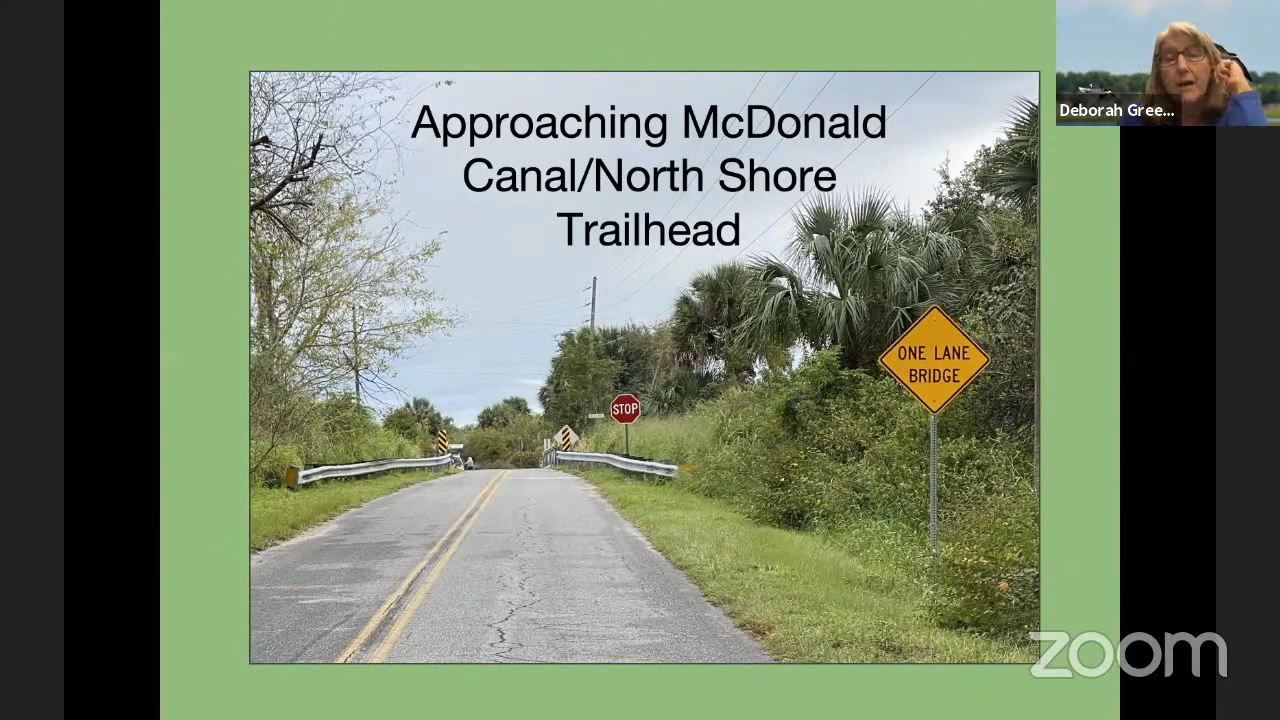 Approaching McDonald
Canal/North Shore
Trailhead
Deborah Gree...
ONE LANE
BRIDGE
STOP
zoom